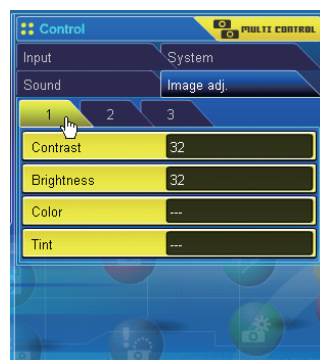 Control MULTI CONTROL
Input System
Sound Image adj.
1 2 3
Contrast 32
Brightness 32
Color ---
Tint ---